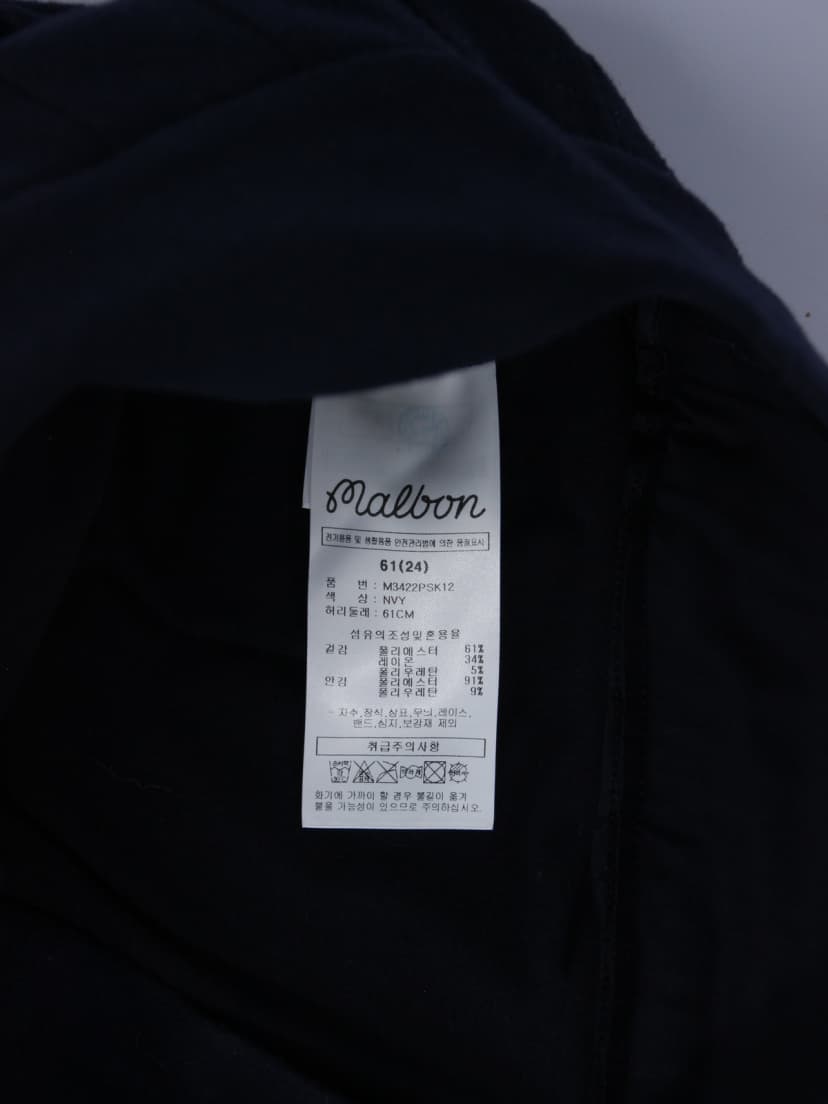 Malbon
전기용품 및 생활용품 안전관리법에 의한 품질표시
61(24)
품 번 : M3422PSK12
색 상 : NVY
허리둘레 : 61CM
섬유의조성및혼용율
겉감 폴리에스터 61%
레이온 34%
폴리우레탄 5%
안감 폴리에스터 91%
폴리우레탄 9%
- 자수,장식,상표,무늬,레이스,
밴드,심지,보강재 제외
취급주의사항
화기에 가까이 할 경우 불길이 옮겨
붙을 가능성이 있으므로 주의하십시오.